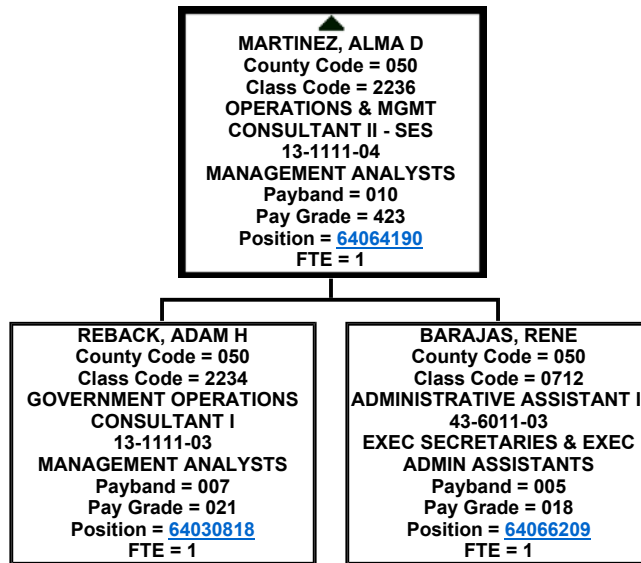 MARTINEZ, ALMA D
County Code = 050
Class Code = 2236
OPERATIONS & MGMT
CONSULTANT II - SES
13-1111-04
MANAGEMENT ANALYSTS
Payband = 010
Pay Grade = 423
Position = 64064190
FTE = 1
REBACK, ADAM H
County Code = 050
Class Code = 2234
GOVERNMENT OPERATIONS
CONSULTANT I
13-1111-03
MANAGEMENT ANALYSTS
Payband = 007
Pay Grade = 021
Position = 64030818
FTE = 1
BARAJAS, RENE
County Code = 050
Class Code = 0712
ADMINISTRATIVE ASSISTANT I
43-6011-03
EXEC SECRETARIES & EXEC
ADMIN ASSISTANTS
Payband = 005
Pay Grade = 018
Position = 64066209
FTE = 1